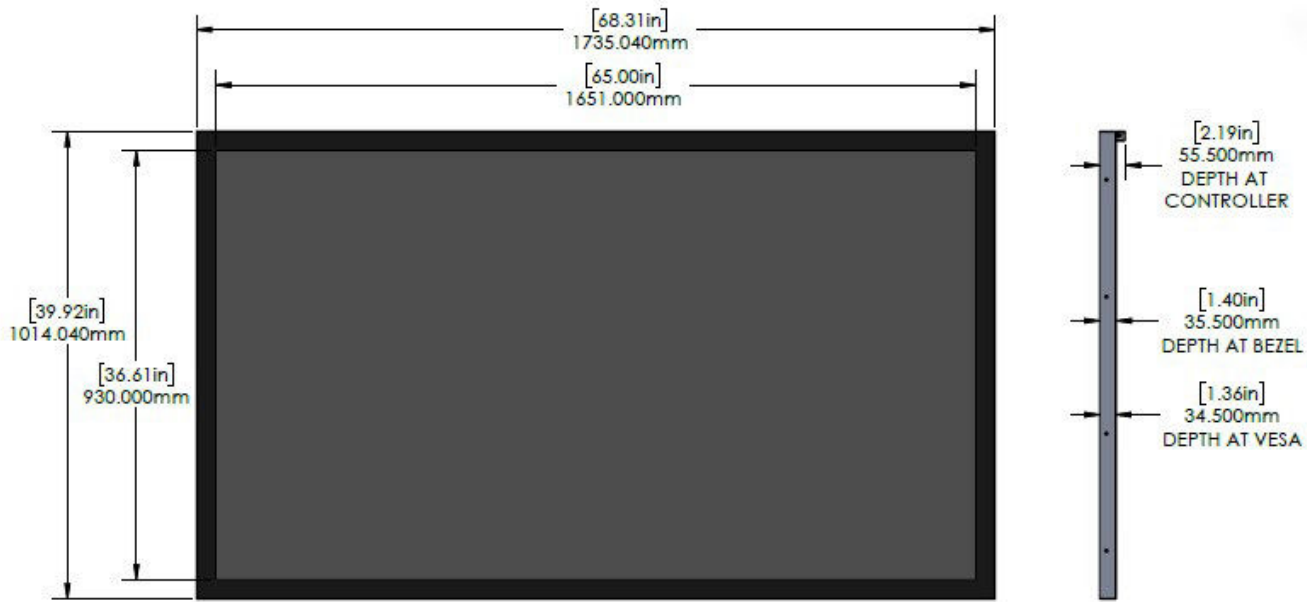 [68.31in]
1735.040mm
[65.00in]
1651.000mm
[2.19in]
55.500mm
DEPTH AT
CONTROLLER
[39.92in]
1014.040mm
[1.40in]
35.500mm
DEPTH AT BEZEL
[36.61in]
930.000mm
[1.36in]
34.500mm
DEPTH AT VESA